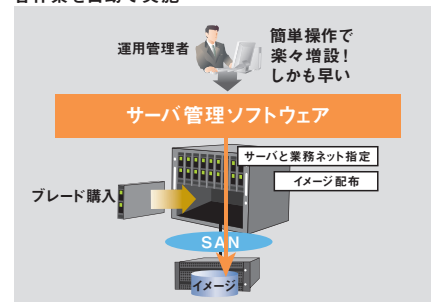 運用管理者
簡単操作で
楽々増設!
しかも早い
サーバ管理ソフトウェア
サーバと業務ネット指定
イメージ配布
ブレード購入
SAN
イメージ